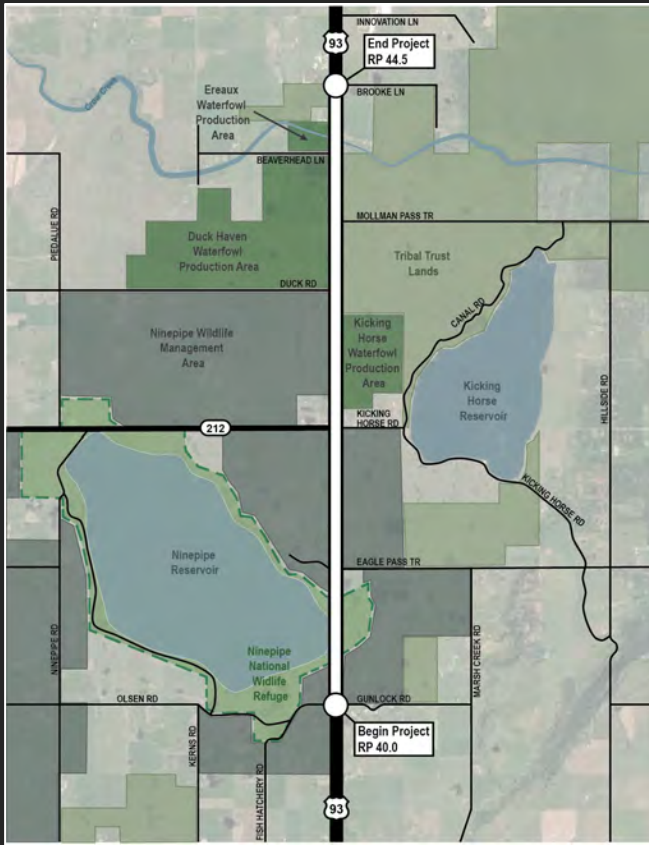 INNOVATION LN
93
End Project
RP 44.5
BROOKE LN
Crow Creek
Ereaux
Waterfowl
Production
Area
BEAVERHEAD LN
PIEDALUE RD
MOLLMAN PASS TR
Duck Haven
Waterfowl
Production Area
Tribal Trust
Lands
DUCK RD
CANAL RD
Ninepipe Wildlife
Management
Area
Kicking
Horse
Waterfowl
Production
Area
Kicking
Horse
Reservoir
HILLSIDE RD
KICKING
HORSE RD
212
KICKING HORSE RD
Ninepipe
Reservoir
EAGLE PASS TR
NINEPIPE RD
Ninepipe
National
Widlife
Refuge
MARSH CREEK RD
OLSEN RD
GUNLOCK RD
KERNS RD
FISH HATCHERY RD
Begin Project
RP 40.0
93